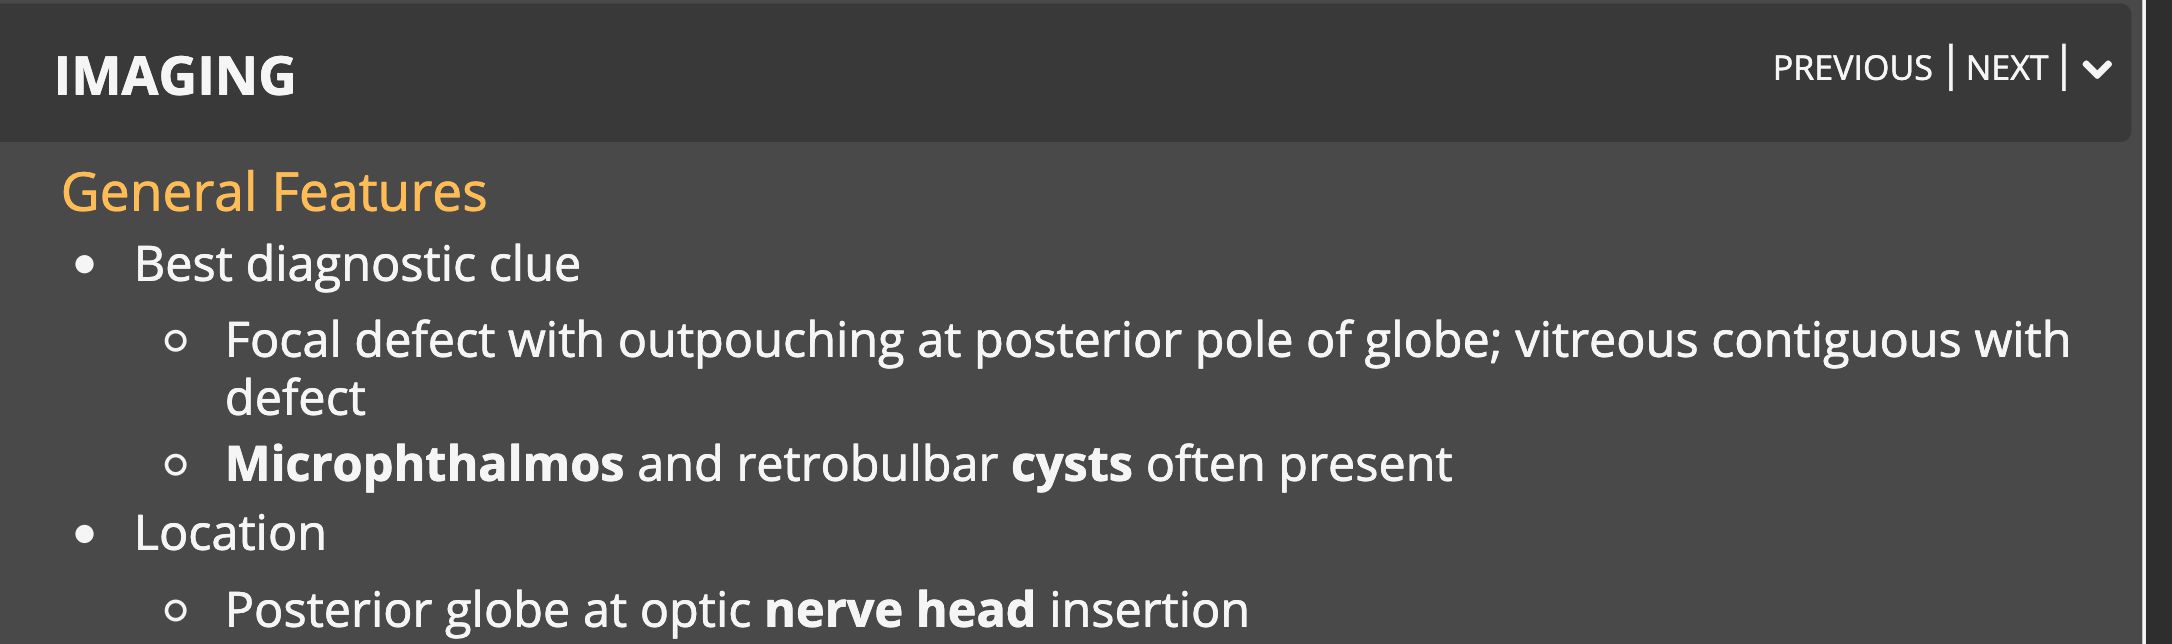 IMAGING
PREVIOUS | NEXT |
General Features
• Best diagnostic clue
○ Focal defect with outpouching at posterior pole of globe; vitreous contiguous with
defect
○ Microphthalmos and retrobulbar cysts often present
• Location
○ Posterior globe at optic nerve head insertion